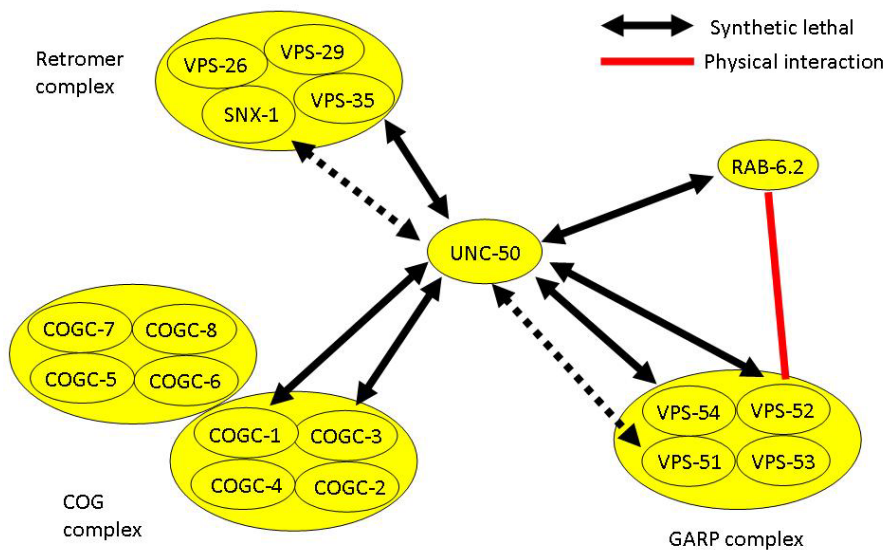 Synthetic lethal
Physical interaction
Retromer
complex
VPS-29
VPS-26
VPS-35
SNX-1
RAB-6.2
UNC-50
COGC-7
COGC-8
COGC-5
COGC-6
COGC-1
COGC-3
COGC-4
COGC-2
COG
complex
VPS-54
VPS-52
VPS-51
VPS-53
GARP complex